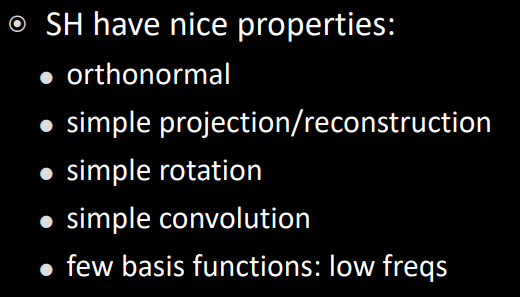 SH have nice properties:
orthonormal
simple projection/reconstruction
simple rotation
simple convolution
few basis functions: low freqs